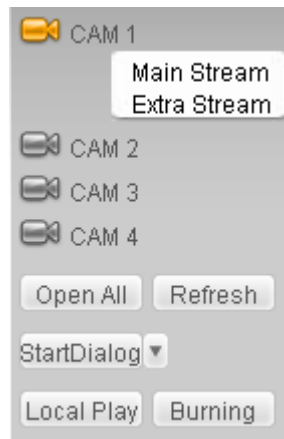 CAM 1
Main Stream
Extra Stream
CAM 2
CAM 3
CAM 4
Open All Refresh
StartDialog
Local Play Burning